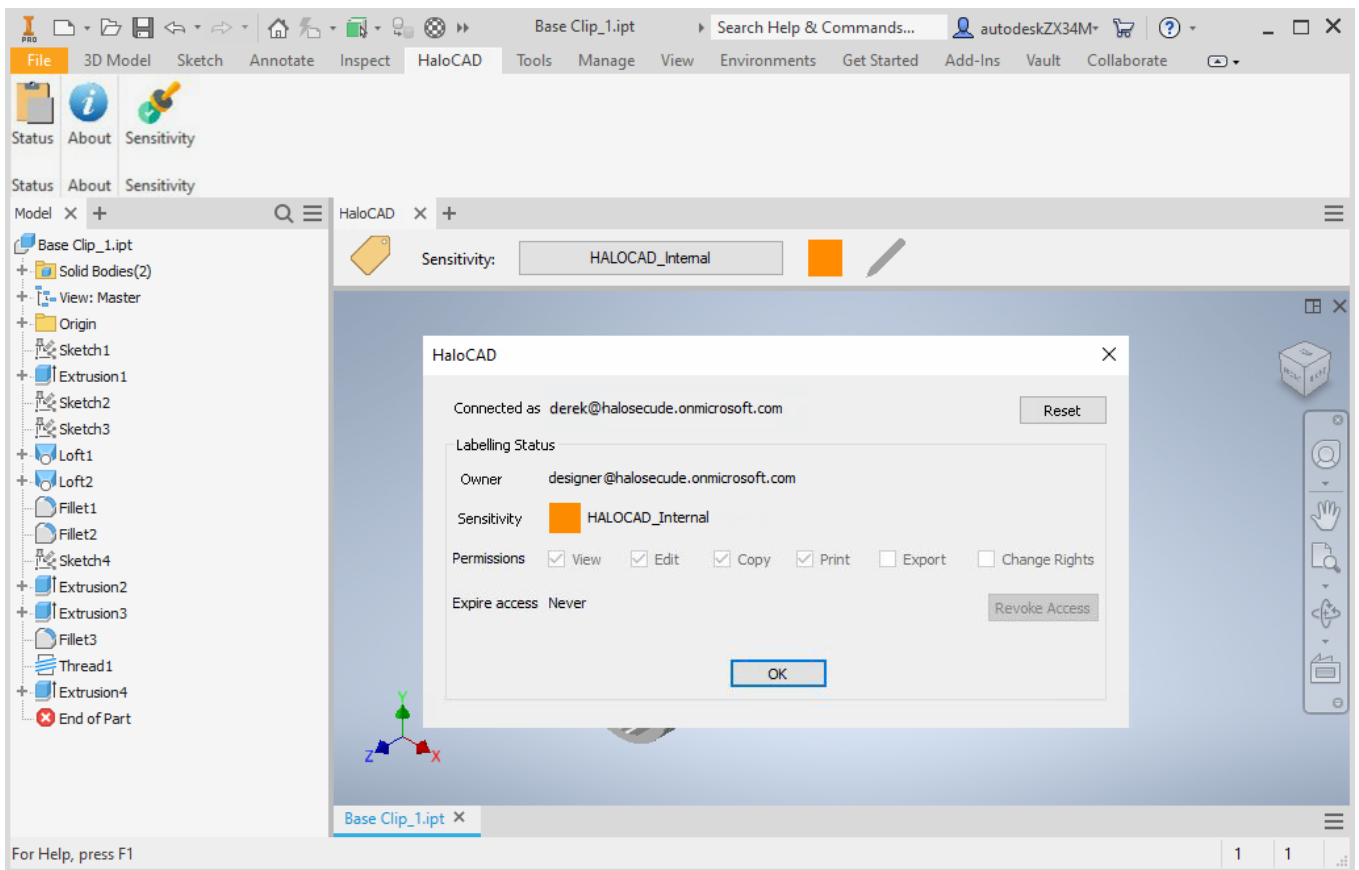 PRO Base Clip_1.ipt Search Help & Commands... autodeskZX34M
File 3D Model Sketch Annotate Inspect HaloCAD Tools Manage View Environments Get Started Add-Ins Vault Collaborate
Status About Sensitivity
Status About Sensitivity
Model
Base Clip_1.ipt
Solid Bodies(2)
View: Master
Origin
Sketch1
Extrusion1
Sketch2
Sketch3
Loft1
Loft2
Fillet1
Fillet2
Sketch4
Extrusion2
Extrusion3
Fillet3
Thread1
Extrusion4
End of Part
HaloCAD
Sensitivity: HALOCAD_Internal
HaloCAD
Connected as derek@halosecude.onmicrosoft.com Reset
Labelling Status
Owner designer@halosecude.onmicrosoft.com
Sensitivity HALOCAD_Internal
Permissions View Edit Copy Print Export Change Rights
Expire access Never Revoke Access
OK
Y
Z X
Base Clip_1.ipt
For Help, press F1 1 1